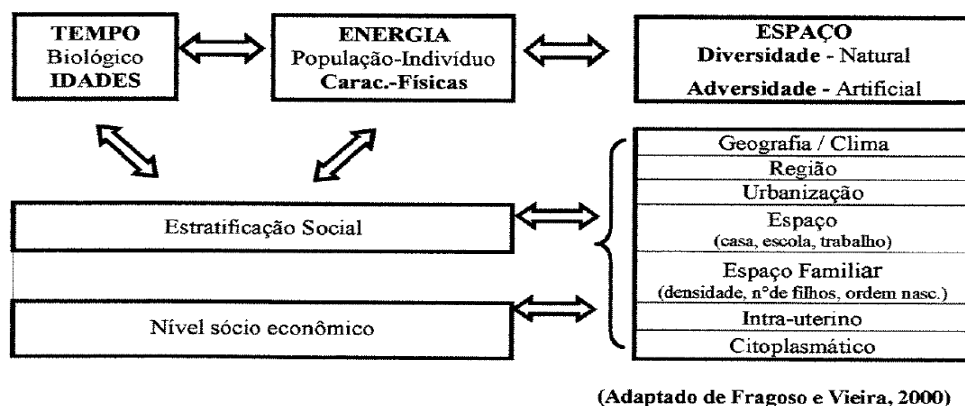 TEMPO
Biológico
IDADES
ENERGIA
População-Indivíduo
Carac.-Físicas
ESPAÇO
Diversidade - Natural
Adversidade - Artificial
Geografia / Clima
Região
Urbanização
Espaço
(casa, escola, trabalho)
Espaço Familiar
(densidade, n°de filhos, ordem nasc.)
Intra-uterino
Citoplasmático
Estratificação Social
Nível sócio econômico
(Adaptado de Fragoso e Vieira, 2000)